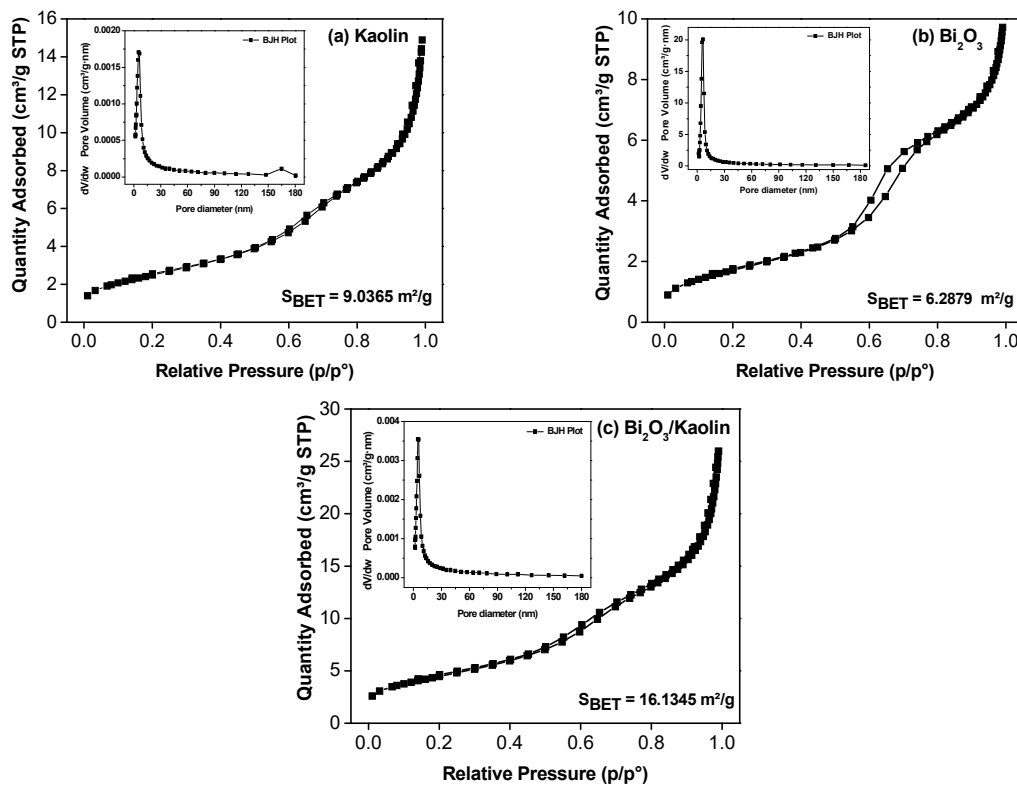 (a) Kaolin
BJH Plot
dV/dw Pore Volume (cm³/g·nm)
0.0020
0.0015
0.0010
0.0005
0.0000
0 30 60 90 120 150 180
Pore diameter (nm)
Quantity Adsorbed (cm³/g STP)
16
14
12
10
8
6
4
2
0
S_BET = 9.0365 m²/g
0.0 0.2 0.4 0.6 0.8 1.0
Relative Pressure (p/p°)
(b) Bi₂O₃
BJH Plot
dV/dw Pore Volume (cm³/g·nm)
20
15
10
5
0
0 30 60 90 120 150 180
Pore diameter (nm)
Quantity Adsorbed (cm³/g STP)
10
8
6
4
2
0
S_BET = 6.2879 m²/g
0.0 0.2 0.4 0.6 0.8 1.0
Relative Pressure (p/p°)
(c) Bi₂O₃/Kaolin
BJH Plot
dV/dw Pore Volume (cm³/g·nm)
0.004
0.003
0.002
0.001
0.000
0 30 60 90 120 150 180
Pore diameter (nm)
Quantity Adsorbed (cm³/g STP)
30
25
20
15
10
5
0
S_BET = 16.1345 m²/g
0.0 0.2 0.4 0.6 0.8 1.0
Relative Pressure (p/p°)